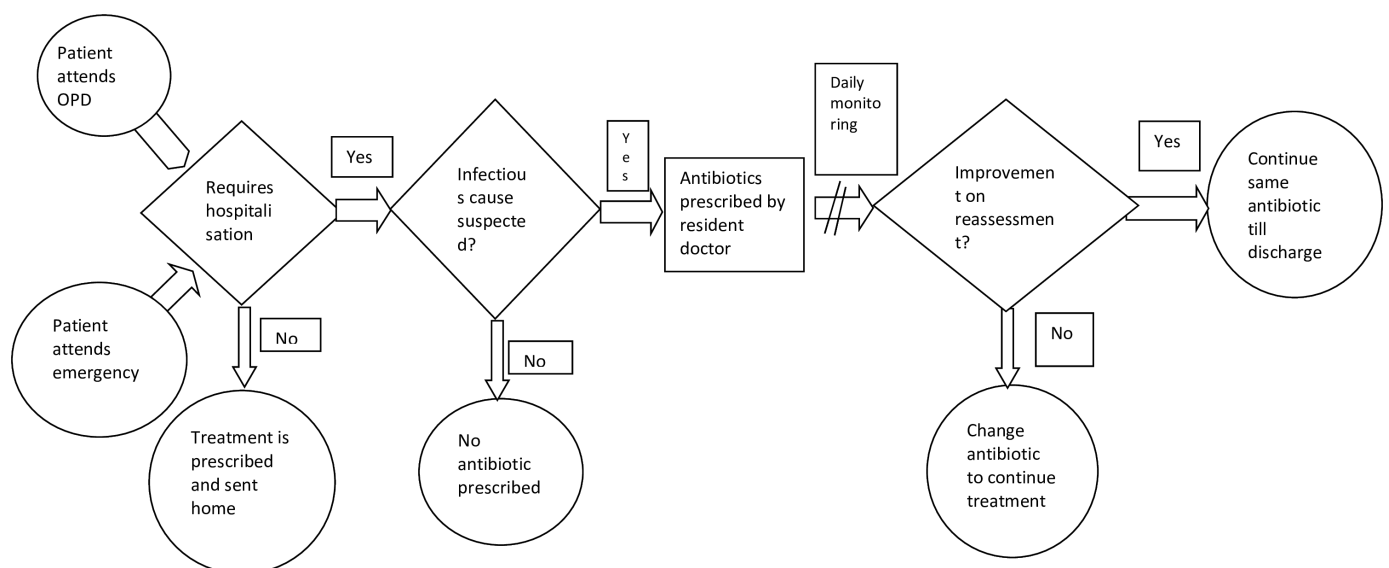 Patient
attends
OPD
Patient
attends
emergency
Requires
hospitali
sation
Yes
No
Treatment is
prescribed
and sent
home
Infectiou
s cause
suspecte
d?
Y
e
s
No
No
antibiotic
prescribed
Antibiotics
prescribed by
resident
doctor
Daily
monito
ring
Improvemen
t on
reassessmen
t?
Yes
Continue
same
antibiotic
till
discharge
No
Change
antibiotic
to continue
treatment